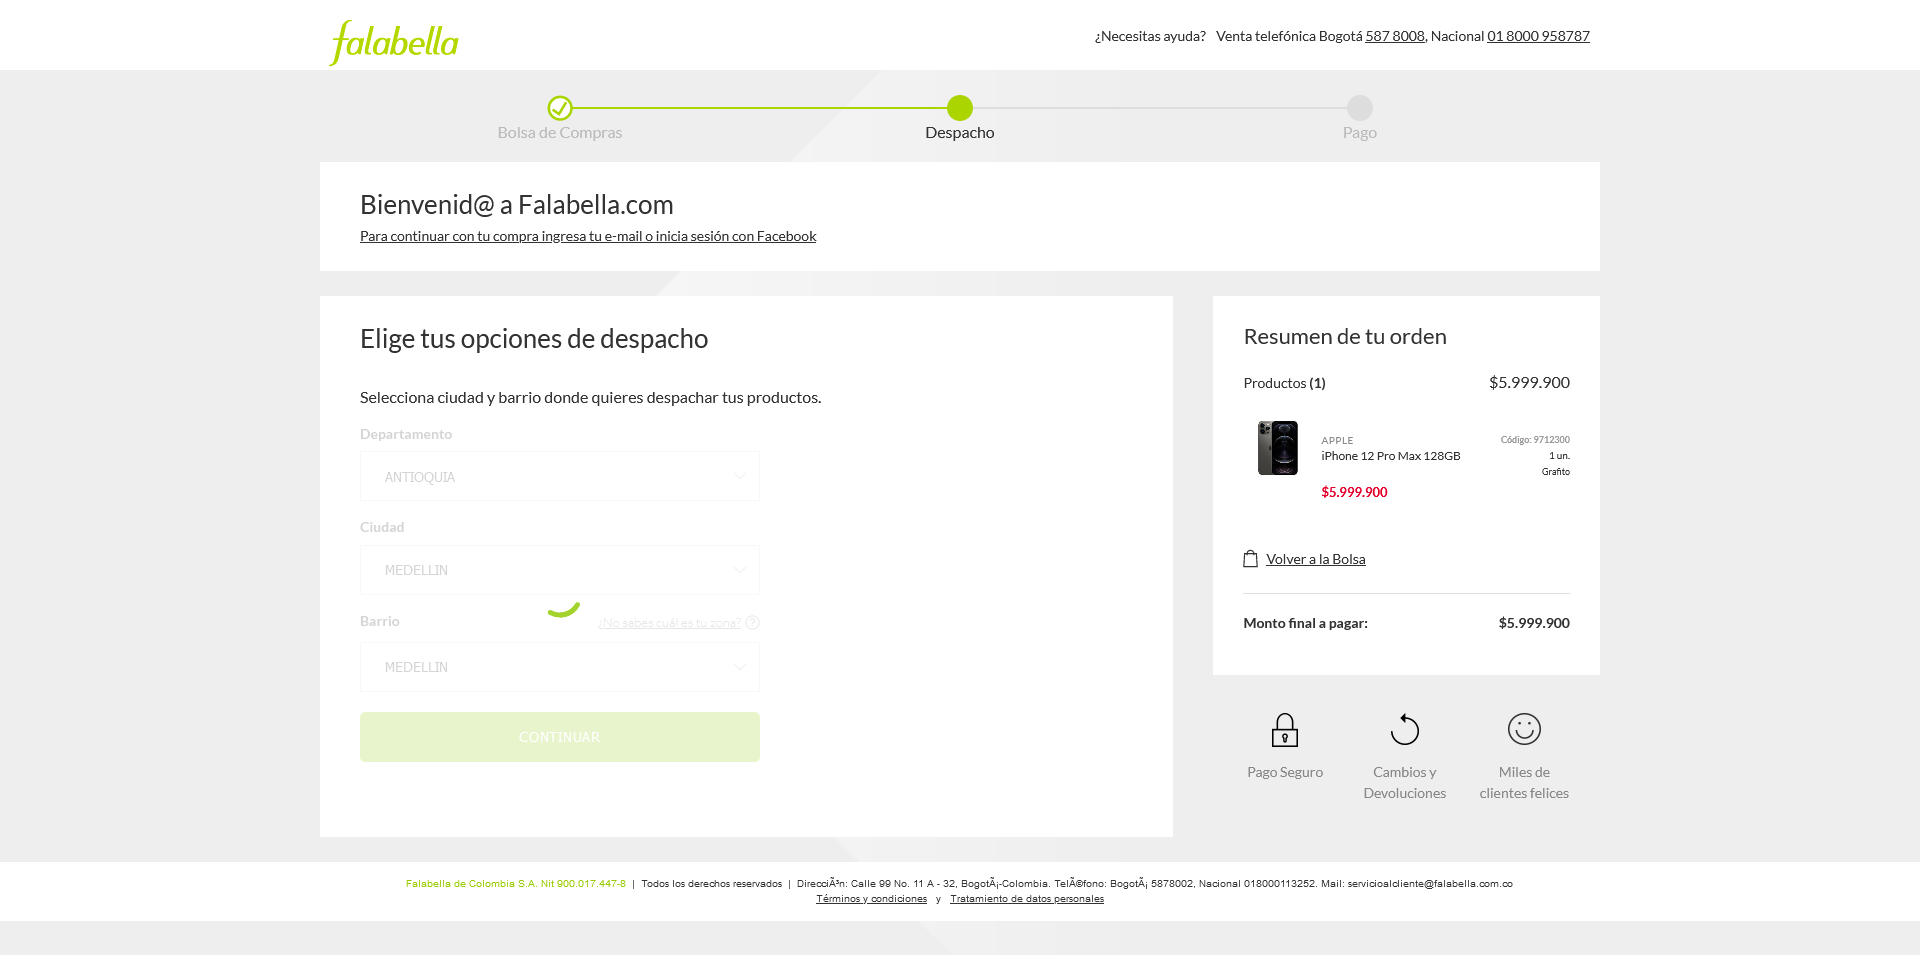 falabella
¿Necesitas ayuda? Venta telefónica Bogotá 587 8008, Nacional 01 8000 958787
Bolsa de Compras
Despacho
Pago
Bienvenid@ a Falabella.com
Para continuar con tu compra ingresa tu e-mail o inicia sesión con Facebook
Elige tus opciones de despacho
Selecciona ciudad y barrio donde quieres despachar tus productos.
Departamento
ANTIOQUIA
Ciudad
MEDELLIN
Barrio
¿No sabes cuál es tu zona? ?
MEDELLIN
CONTINUAR
Resumen de tu orden
Productos (1) $5.999.900
APPLE
iPhone 12 Pro Max 128GB
$5.999.900
Código: 9712300
1 un.
Grafito
Volver a la Bolsa
Monto final a pagar: $5.999.900
Pago Seguro
Cambios y
Devoluciones
Miles de
clientes felices
Falabella de Colombia S.A. Nit 900.017.447-8 | Todos los derechos reservados | DirecciÃ³n: Calle 99 No. 11 A - 32, BogotÃ¡-Colombia. TelÃ©fono: BogotÃ¡ 5878002, Nacional 018000113252. Mail: servicioalcliente@falabella.com.co
Términos y condiciones y Tratamiento de datos personales